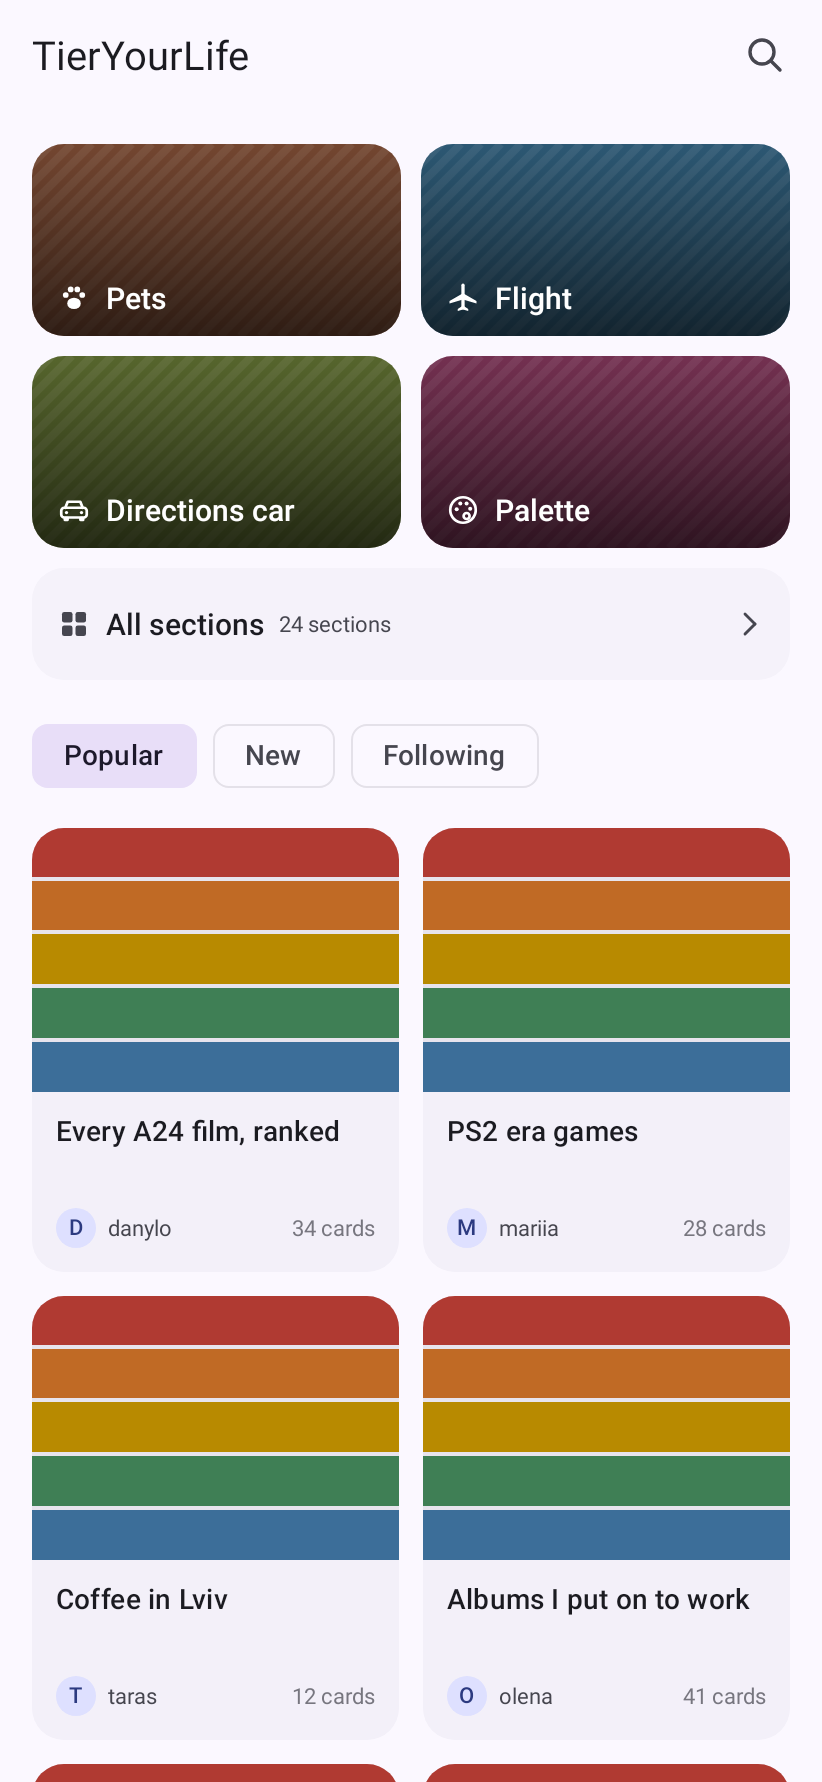 TierYourLife
Pets
Flight
Directions car
Palette
All sections 24 sections
Popular New Following
Every A24 film, ranked
D danylo 34 cards
PS2 era games
M mariia 28 cards
Coffee in Lviv
T taras 12 cards
Albums I put on to work
O olena 41 cards